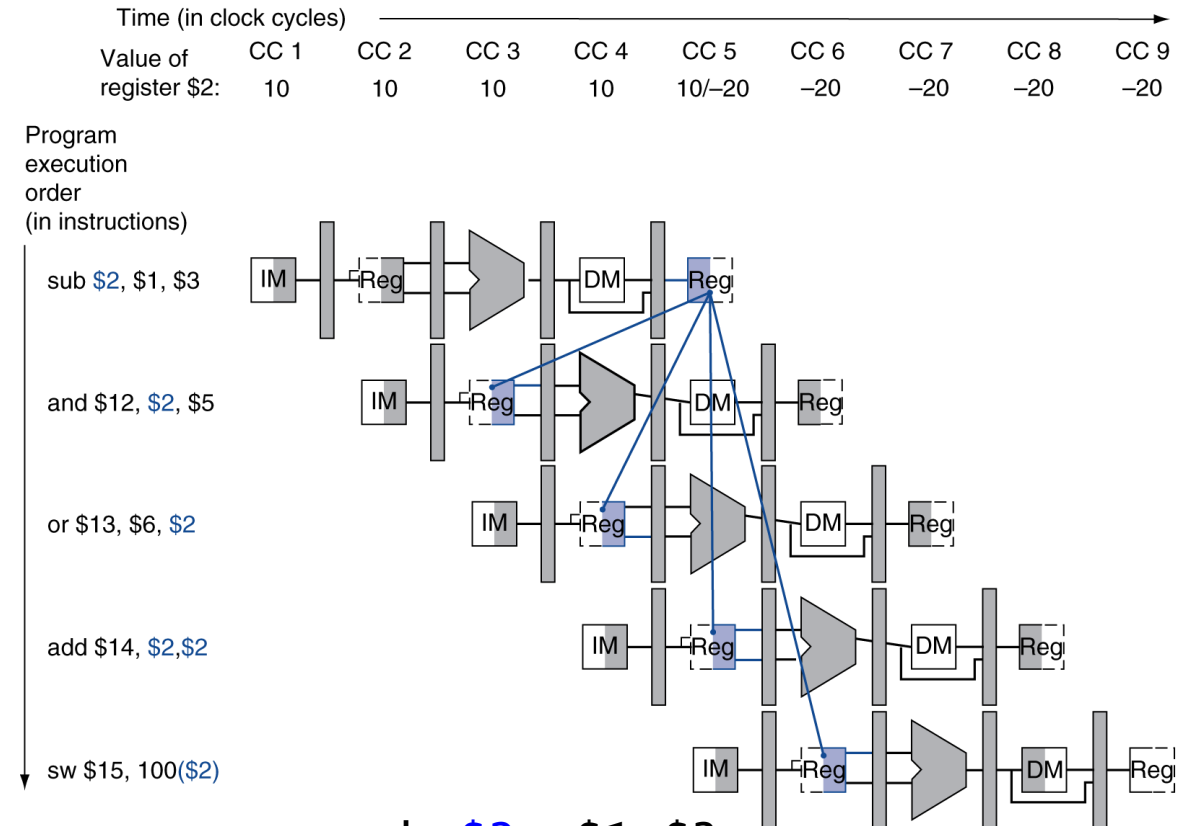 Time (in clock cycles)
Value of register $2:
CC 1 CC 2 CC 3 CC 4 CC 5 CC 6 CC 7 CC 8 CC 9
10 10 10 10 10/–20 –20 –20 –20 –20
Program
execution
order
(in instructions)
sub $2, $1, $3
IM Reg DM Reg
and $12, $2, $5
IM Reg DM Reg
or $13, $6, $2
IM Reg DM Reg
add $14, $2,$2
IM Reg DM Reg
sw $15, 100($2)
IM Reg DM Reg